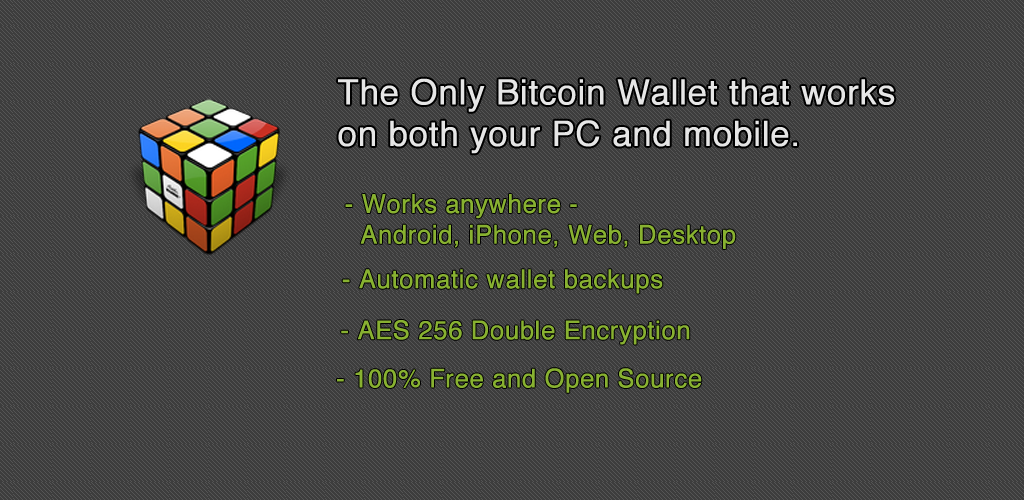 The Only Bitcoin Wallet that works
on both your PC and mobile.
- Works anywhere -
Android, iPhone, Web, Desktop
- Automatic wallet backups
- AES 256 Double Encryption
- 100% Free and Open Source